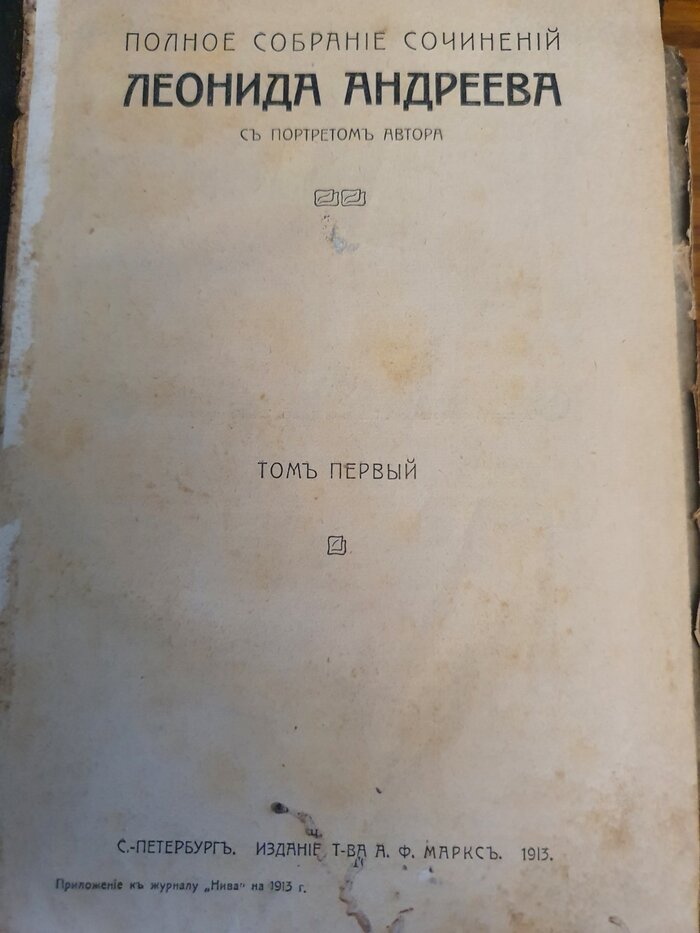 ПОЛНОЕ СОБРАНІЕ СОЧИНЕНІЙ
ЛЕОНИДА АНДРЕЕВА
СЪ ПОРТРЕТОМЪ АВТОРА
ТОМЪ ПЕРВЫЙ
С.-ПЕТЕРБУРГЪ. ИЗДАНІЕ Т-ВА А. Ф. МАРКСЪ. 1913.
Приложеніе къ журналу „Нива“ на 1913 г.